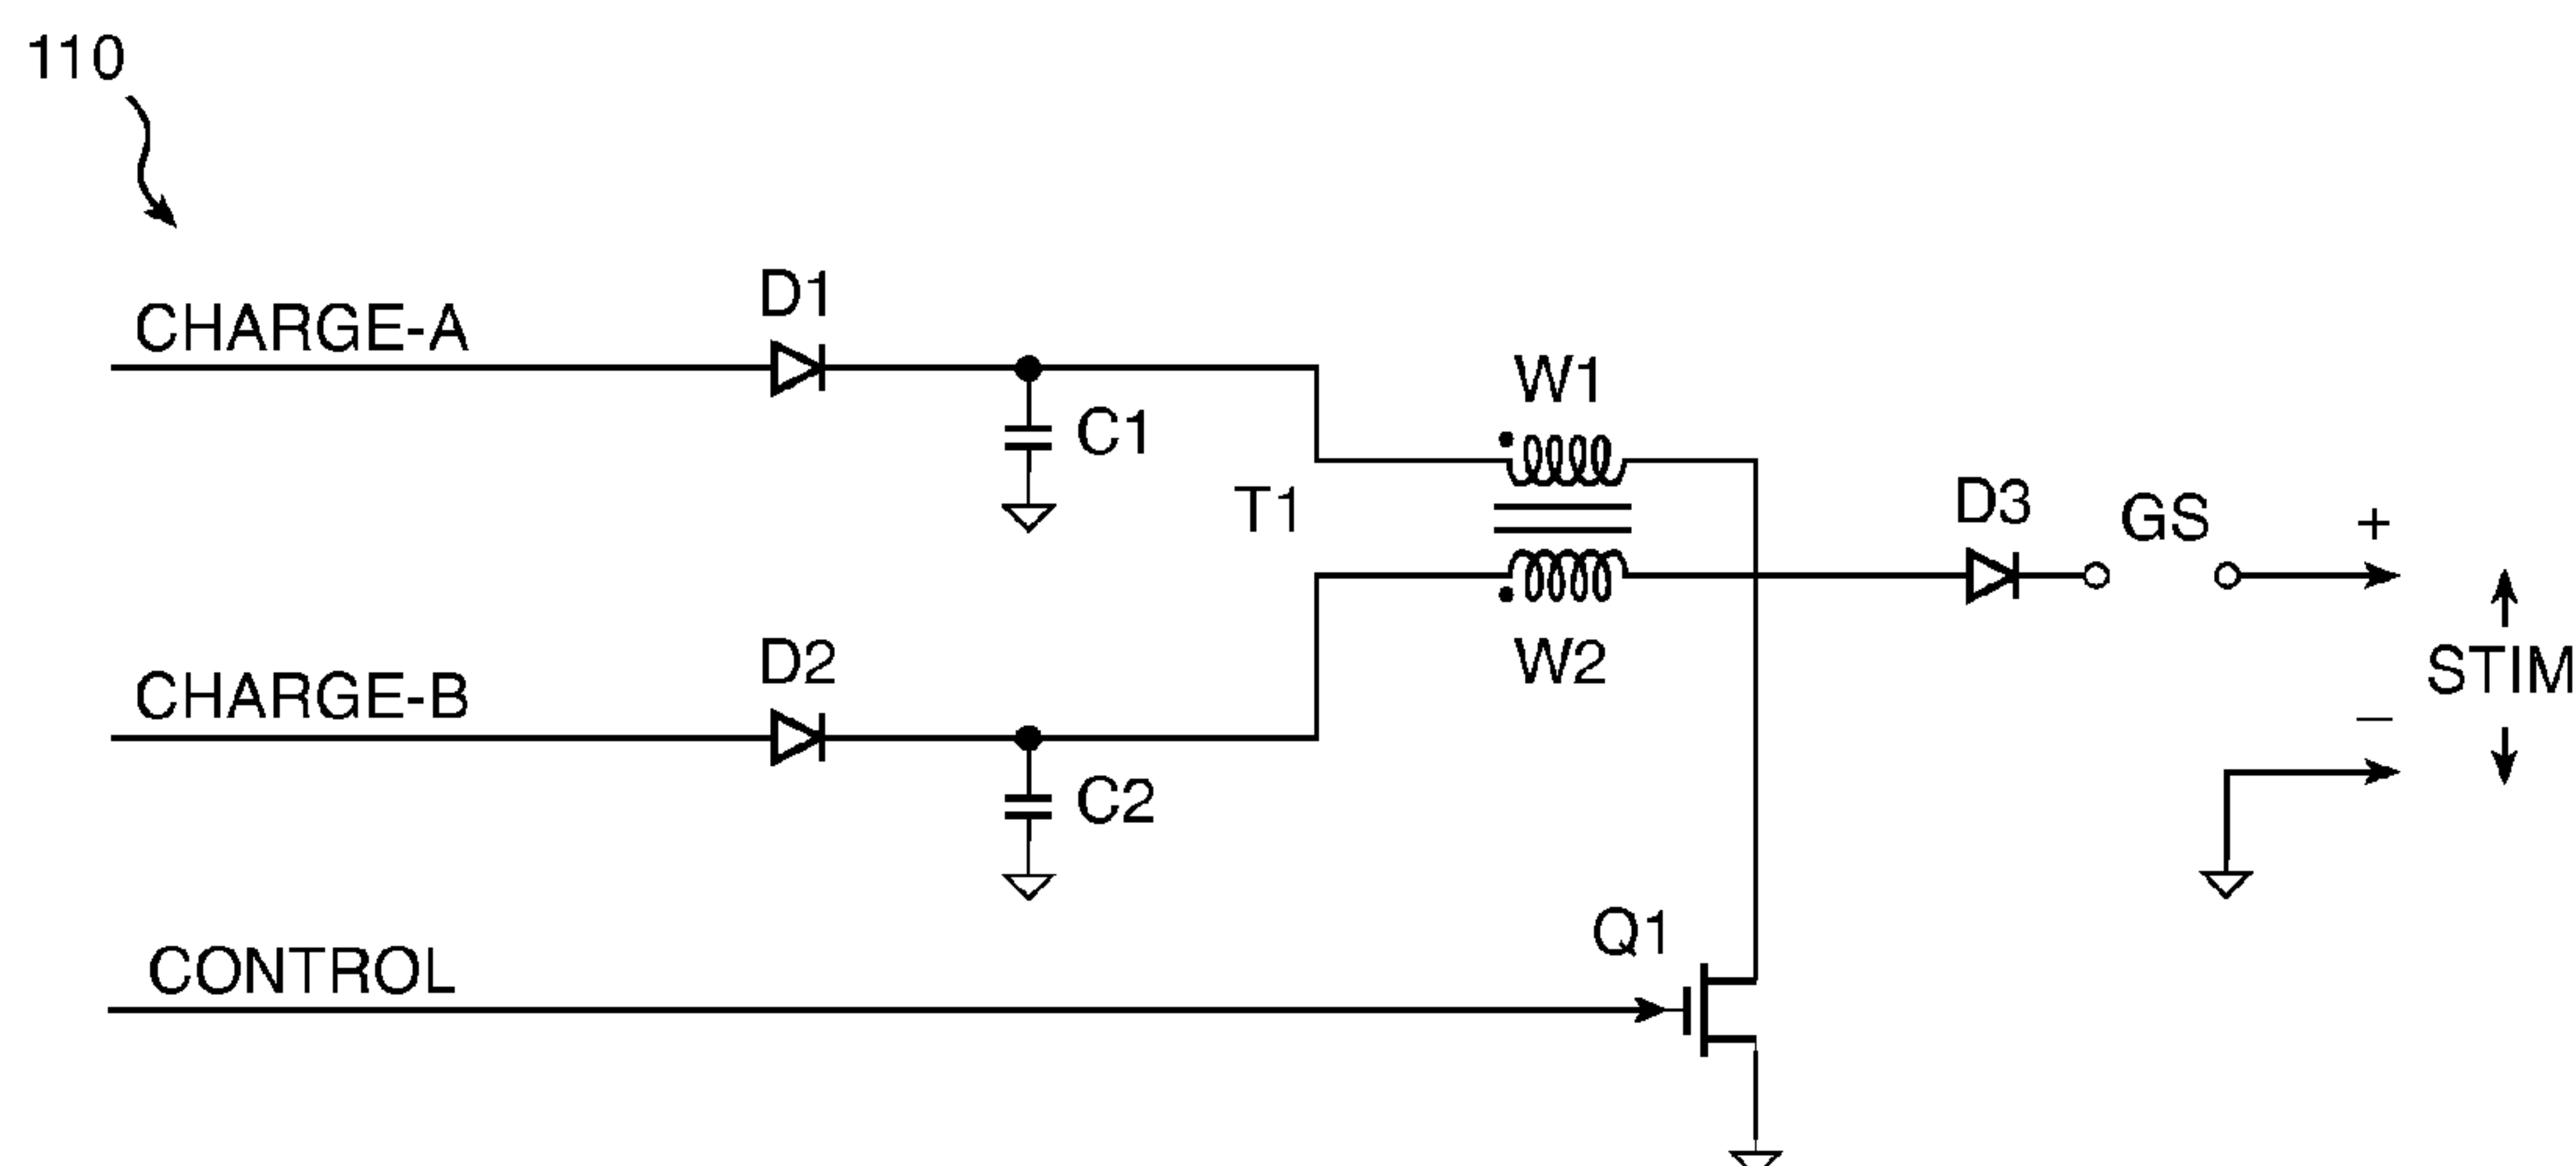 110
CHARGE-A
D1
C1
W1
T1
D3
GS
+
CHARGE-B
D2
W2
STIM
–
C2
CONTROL
Q1